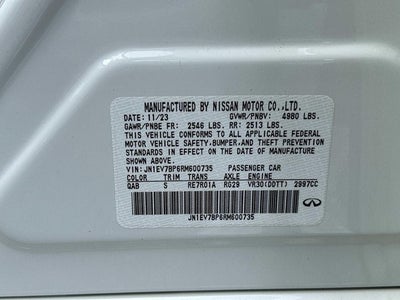 MANUFACTURED BY NISSAN MOTOR CO.,LTD.
DATE: 11/23 GVWR/PNBV: 4980 LBS.
GAWR/PNBE FR: 2546 LBS. RR: 2513 LBS.
THIS VEHICLE CONFORMS TO ALL APPLICABLE FEDERAL
MOTOR VEHICLE SAFETY,BUMPER,AND THEFT PREVENTION
STANDARDS IN EFFECT ON THE DATE OF MANUFACTURE
SHOWN ABOVE.
VIN: JN1EV7BP6RM600735 PASSENGER CAR
COLOR TRIM TRANS AXLE ENGINE
QAB S RE7R01A RG29 VR30(DDTT) 2997CC
JN1EV7BP6RM600735
INFINITI